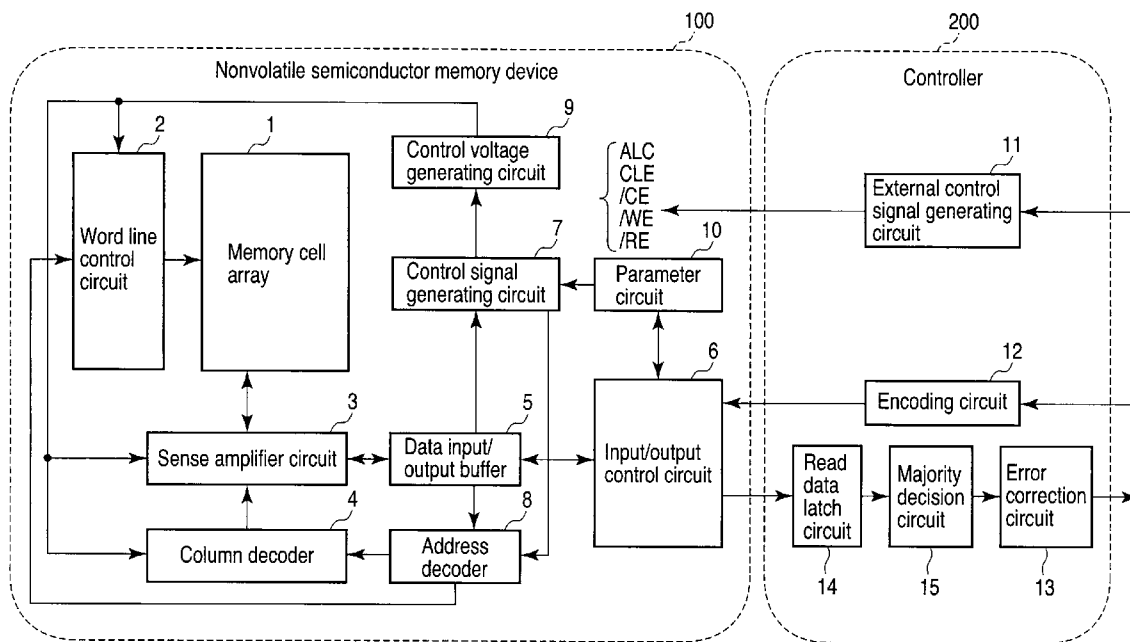 100
200
Nonvolatile semiconductor memory device
Controller
2
1
9
Control voltage
generating circuit
ALC
CLE
/CE
/WE
/RE
11
External control
signal generating
circuit
Word line
control
circuit
Memory cell
array
7
Control signal
generating circuit
10
Parameter
circuit
6
Input/output
control circuit
12
Encoding circuit
3
Sense amplifier circuit
5
Data input/
output buffer
4
Column decoder
8
Address
decoder
Read
data
latch
circuit
Majority
decision
circuit
Error
correction
circuit
14
15
13